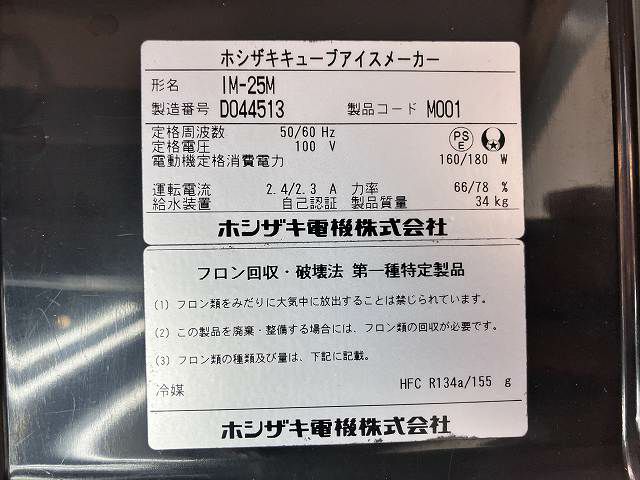 ホシザキキューブアイスメーカー
形名 IM-25M
製造番号 D044513 製品コード M001
定格周波数 50/60 Hz
定格電圧 100 V
電動機定格消費電力 160/180 W
PSE
運転電流 2.4/2.3 A 力率 66/78 %
給水装置 自己認証 製品質量 34 kg
ホシザキ電機株式会社
フロン回収・破壊法 第一種特定製品
(1) フロン類をみだりに大気中に放出することは禁じられています。
(2) この製品を廃棄・整備する場合には、フロン類の回収が必要です。
(3) フロン類の種類及び量は、下記に記載。
冷媒 HFC R134a/155 g
ホシザキ電機株式会社